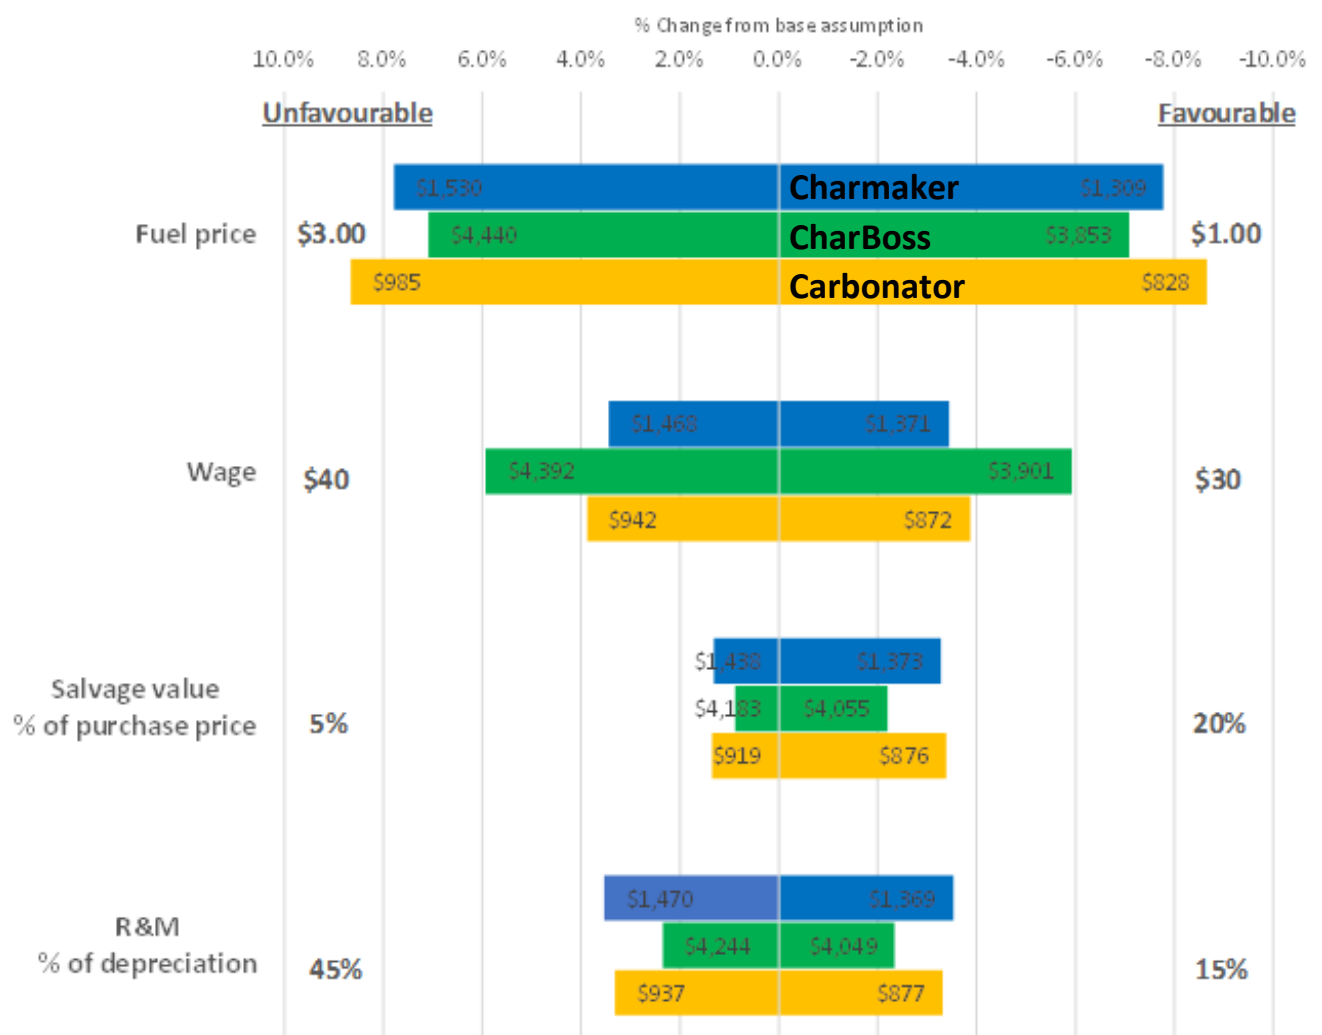 % Change from base assumption
10.0% 8.0% 6.0% 4.0% 2.0% 0.0% -2.0% -4.0% -6.0% -8.0% -10.0%
Unfavourable Favourable
$1,530 Charmaker $1,309
Fuel price $3.00 $4,440 CharBoss $3,853 $1.00
$985 Carbonator $828
$1,468 $1,371
Wage $40 $4,392 $3,901 $30
$942 $872
$1,438 $1,373
Salvage value
% of purchase price 5% $4,183 $4,055 20%
$919 $876
$1,470 $1,369
R&M
% of depreciation 45% $4,244 $4,049 15%
$937 $877